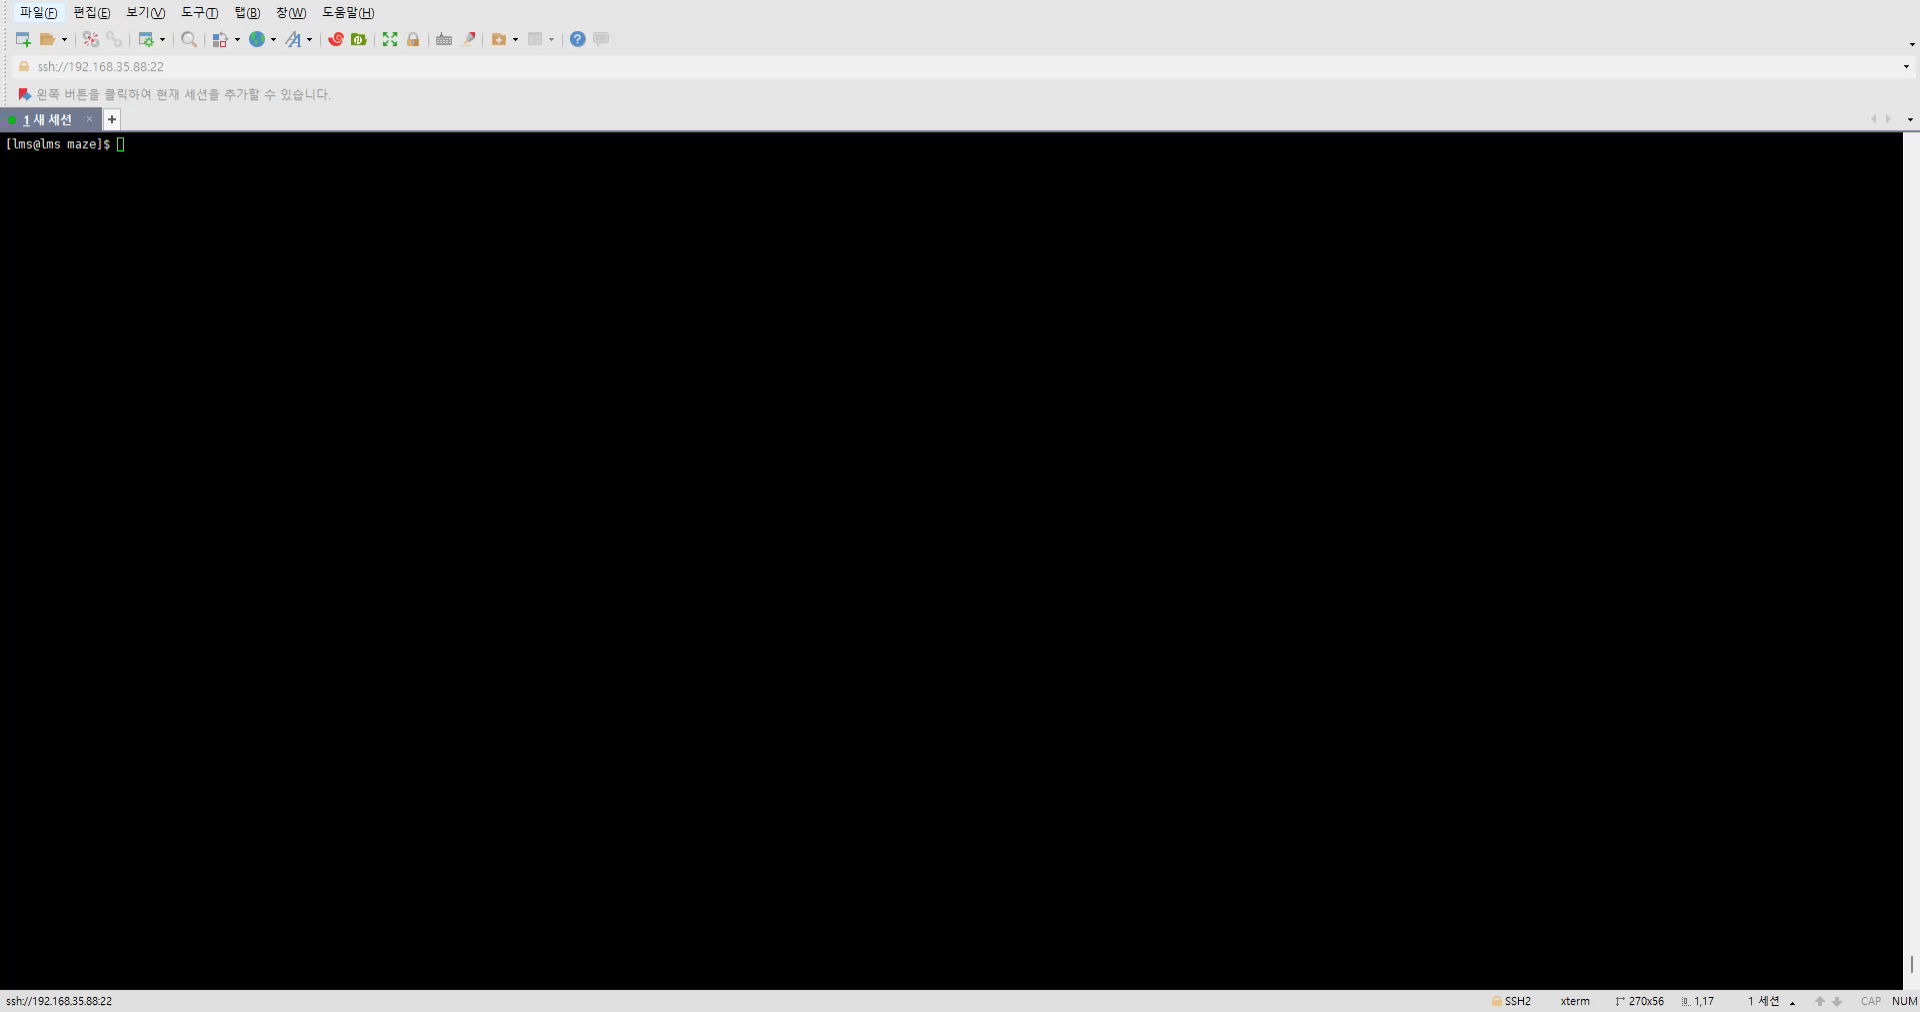 파일(F) 편집(E) 보기(V) 도구(T) 탭(B) 창(W) 도움말(H)
ssh://192.168.35.88:22
왼쪽 버튼을 클릭하여 현재 세션을 추가할 수 있습니다.
1 새 세션 × +
[lms@lms maze]$
ssh://192.168.35.88:22 SSH2 xterm 270x56 1,17 1 세션 CAP NUM